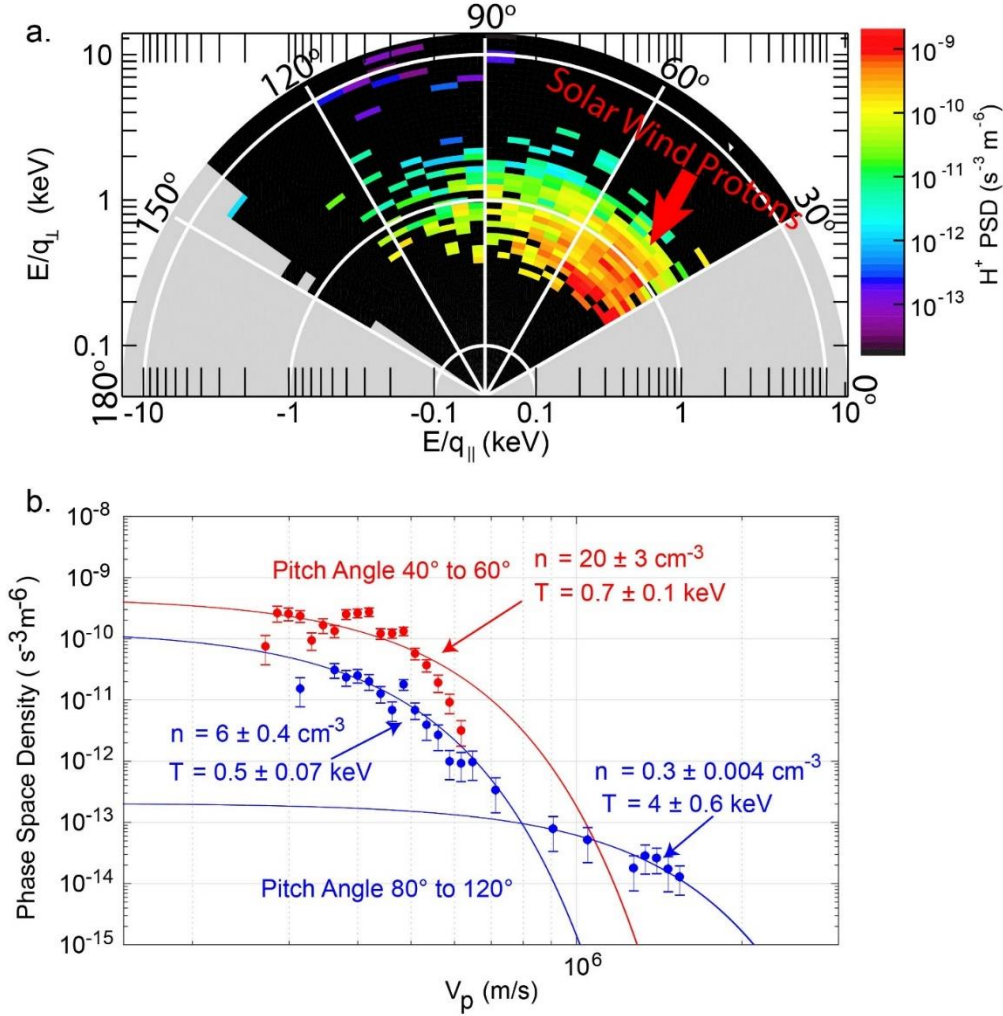 a.
90°
120°
60°
150°
30°
180°
0°
10
1
0.1
E/q⊥ (keV)
-10
-1
-0.1
0.1
1
10
E/q|| (keV)
Solar Wind Protons
10⁻⁹
10⁻¹⁰
10⁻¹¹
10⁻¹²
10⁻¹³
H⁺ PSD (s⁻³ m⁻⁶)
b.
10⁻⁸
10⁻⁹
10⁻¹⁰
10⁻¹¹
10⁻¹²
10⁻¹³
10⁻¹⁴
10⁻¹⁵
Phase Space Density ( s⁻³m⁻⁶)
Pitch Angle 40° to 60°
n = 20 ± 3 cm⁻³
T = 0.7 ± 0.1 keV
n = 6 ± 0.4 cm⁻³
T = 0.5 ± 0.07 keV
n = 0.3 ± 0.004 cm⁻³
T = 4 ± 0.6 keV
Pitch Angle 80° to 120°
10⁶
Vₚ (m/s)